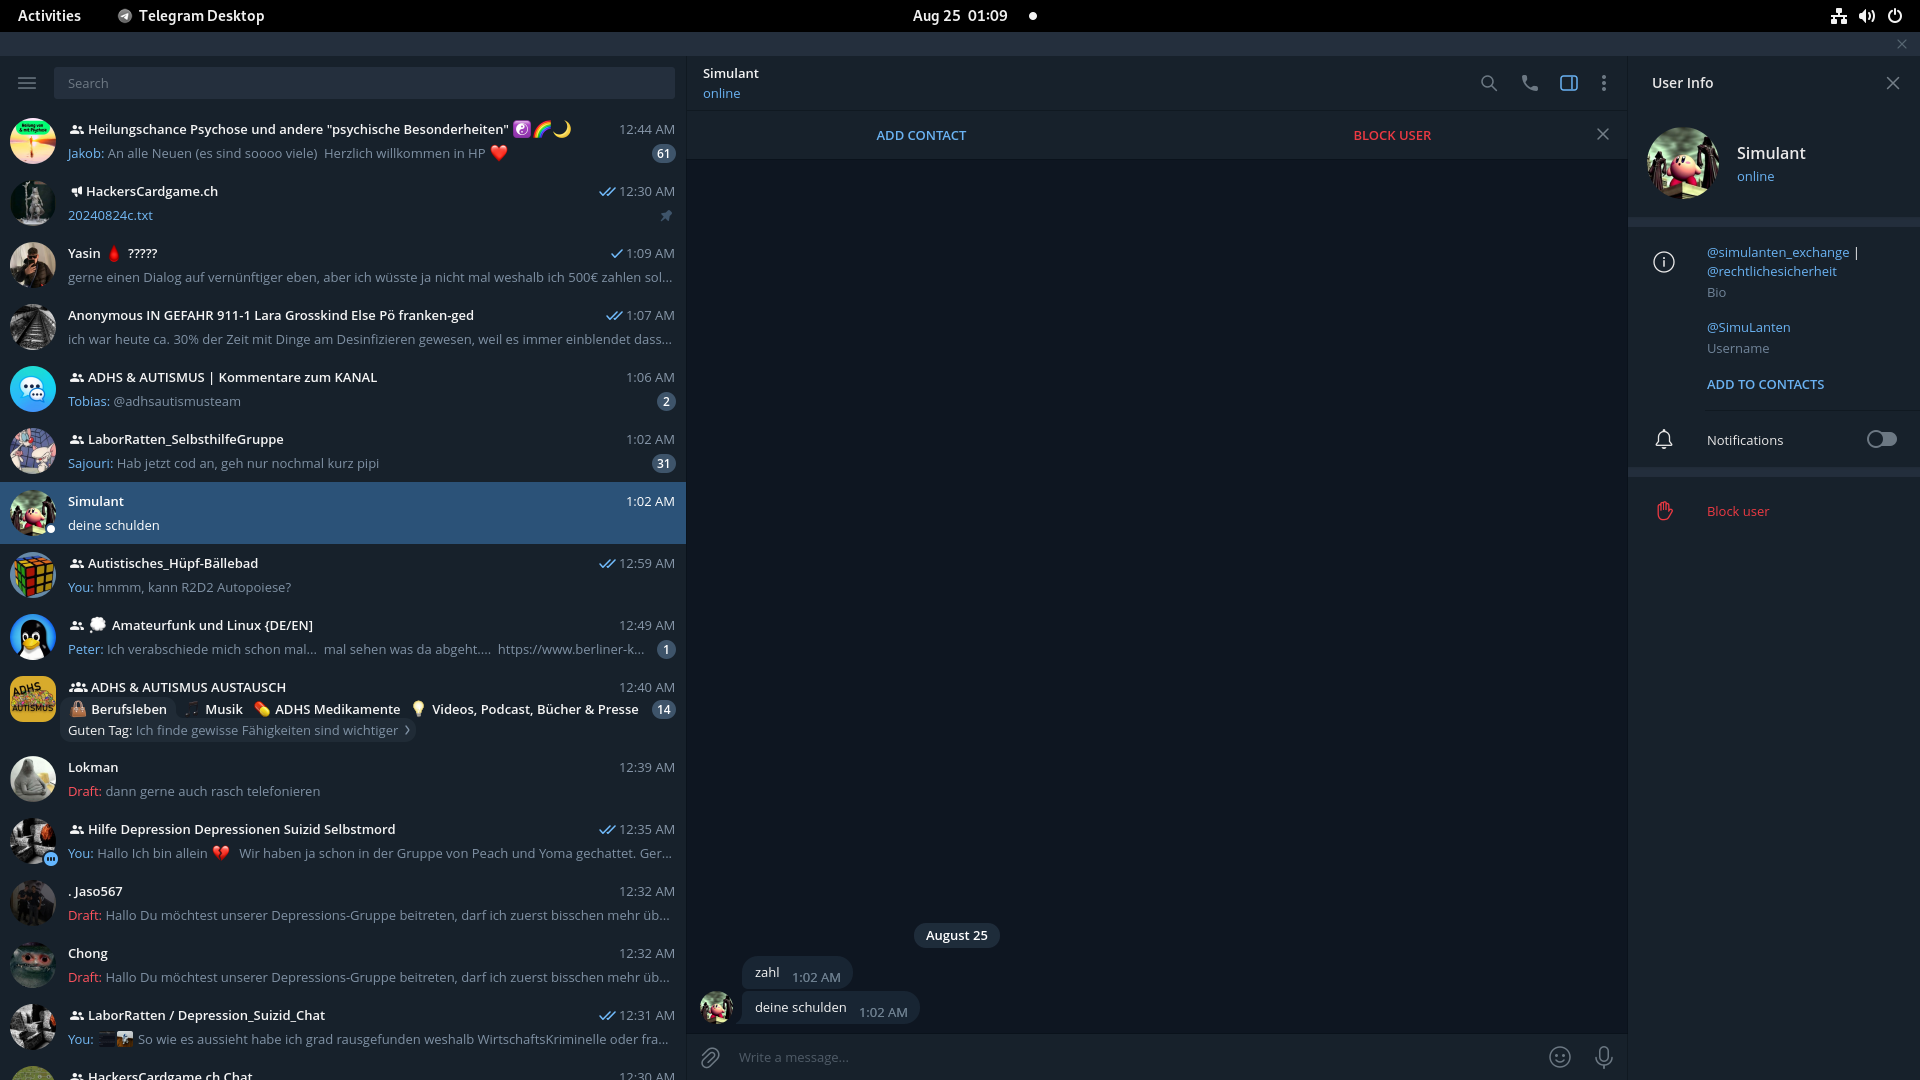 Activities
Telegram Desktop
Aug 25 01:09
Search
Heilungschance Psychose und andere "psychische Besonderheiten" ☯️🌈🌙
12:44 AM
Jakob: An alle Neuen (es sind soooo viele) Herzlich willkommen in HP ❤️
61
HackersCardgame.ch
12:30 AM
20240824c.txt
Yasin 🩸 ?????
1:09 AM
gerne einen Dialog auf vernünftiger eben, aber ich wüsste ja nicht mal weshalb ich 500€ zahlen sol...
Anonymous IN GEFAHR 911-1 Lara Grosskind Else Pö franken-ged
1:07 AM
ich war heute ca. 30% der Zeit mit Dinge am Desinfizieren gewesen, weil es immer einblendet dass...
ADHS & AUTISMUS | Kommentare zum KANAL
1:06 AM
Tobias: @adhsautismusteam
2
LaborRatten_SelbsthilfeGruppe
1:02 AM
Sajouri: Hab jetzt cod an, geh nur nochmal kurz pipi
31
Simulant
1:02 AM
deine schulden
Autistisches_Hüpf-Bällebad
12:59 AM
You: hmmm, kann R2D2 Autopoiese?
💭 Amateurfunk und Linux {DE/EN]
12:49 AM
Peter: Ich verabschiede mich schon mal... mal sehen was da abgeht.... https://www.berliner-k...
1
ADHS & AUTISMUS AUSTAUSCH
12:40 AM
ADHS
AUTISMUS
👜 Berufsleben 🎵 Musik 💊 ADHS Medikamente 💡 Videos, Podcast, Bücher & Presse
14
Guten Tag: Ich finde gewisse Fähigkeiten sind wichtiger
Lokman
12:39 AM
Draft: dann gerne auch rasch telefonieren
Hilfe Depression Depressionen Suizid Selbstmord
12:35 AM
You: Hallo Ich bin allein 💔 Wir haben ja schon in der Gruppe von Peach und Yoma gechattet. Ger...
. Jaso567
12:32 AM
Draft: Hallo Du möchtest unserer Depressions-Gruppe beitreten, darf ich zuerst bisschen mehr üb...
Chong
12:32 AM
Draft: Hallo Du möchtest unserer Depressions-Gruppe beitreten, darf ich zuerst bisschen mehr üb...
LaborRatten / Depression_Suizid_Chat
12:31 AM
You: So wie es aussieht habe ich grad rausgefunden weshalb WirtschaftsKriminelle oder fra...
HackersCardgame.ch Chat
12:30 AM
Simulant
online
ADD CONTACT
BLOCK USER
August 25
zahl 1:02 AM
deine schulden 1:02 AM
Write a message...
User Info
Simulant
online
@simulanten_exchange |
@rechtlichesicherheit
Bio
@SimuLanten
Username
ADD TO CONTACTS
Notifications
Block user